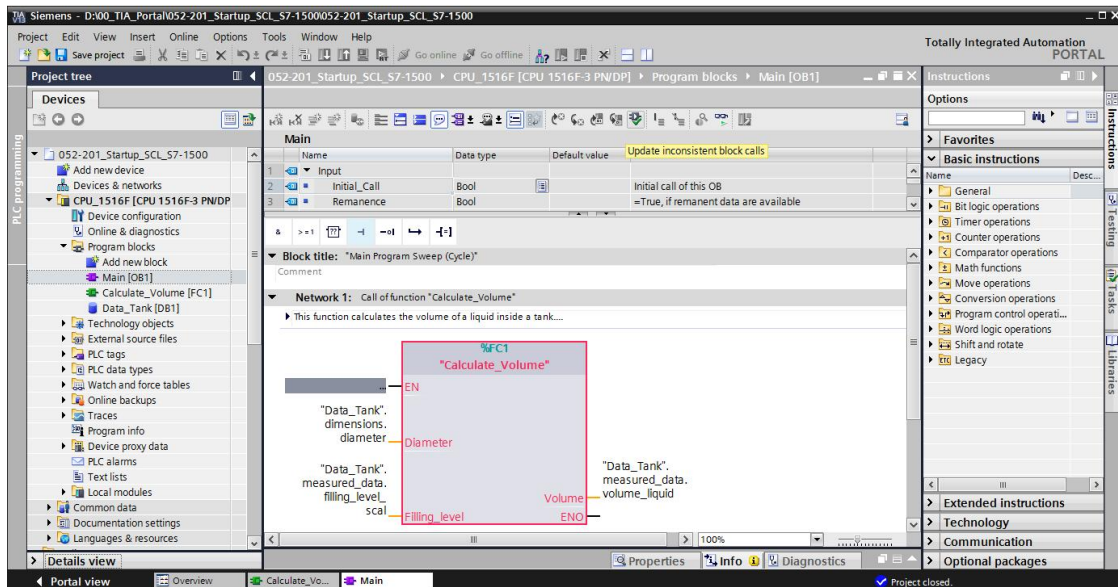 Siemens - D:\00_TIA_Portal\052-201_Startup_SCL_S7-1500\052-201_Startup_SCL_S7-1500
Project Edit View Insert Online Options Tools Window Help
Totally Integrated Automation
PORTAL
Save project Go online Go offline
Project tree
052-201_Startup_SCL_S7-1500 CPU_1516F [CPU 1516F-3 PN/DP] Program blocks Main [OB1]
Instructions
Devices
Options
PLC programming
Main
Update inconsistent block calls
Name Data type Default value
1 Input
2 Initial_Call Bool Initial call of this OB
3 Remanence Bool =True, if remanent data are available
052-201_Startup_SCL_S7-1500
Add new device
Devices & networks
CPU_1516F [CPU 1516F-3 PN/DP
Device configuration
Online & diagnostics
Program blocks
Add new block
Main [OB1]
Calculate_Volume [FC1]
Data_Tank [DB1]
Technology objects
External source files
PLC tags
PLC data types
Watch and force tables
Online backups
Traces
Program info
Device proxy data
PLC alarms
Text lists
Local modules
Common data
Documentation settings
Languages & resources
Details view
& >=1 ??
Block title: "Main Program Sweep (Cycle)"
Comment
Network 1: Call of function "Calculate_Volume"
This function calculates the volume of a liquid inside a tank....
%FC1
"Calculate_Volume"
... EN
"Data_Tank".
dimensions.
diameter Diameter
"Data_Tank".
measured_data.
filling_level_
scal Filling_level
"Data_Tank".
measured_data.
Volume volume_liquid
ENO
100%
Properties Info Diagnostics
Favorites
Basic instructions
Name Desc...
General
Bit logic operations
Timer operations
Counter operations
Comparator operations
Math functions
Move operations
Conversion operations
Program control operati...
Word logic operations
Shift and rotate
Legacy
Extended instructions
Technology
Communication
Optional packages
Instructions
Testing
Tasks
Libraries
Portal view Overview Calculate_Vo... Main
Project closed.